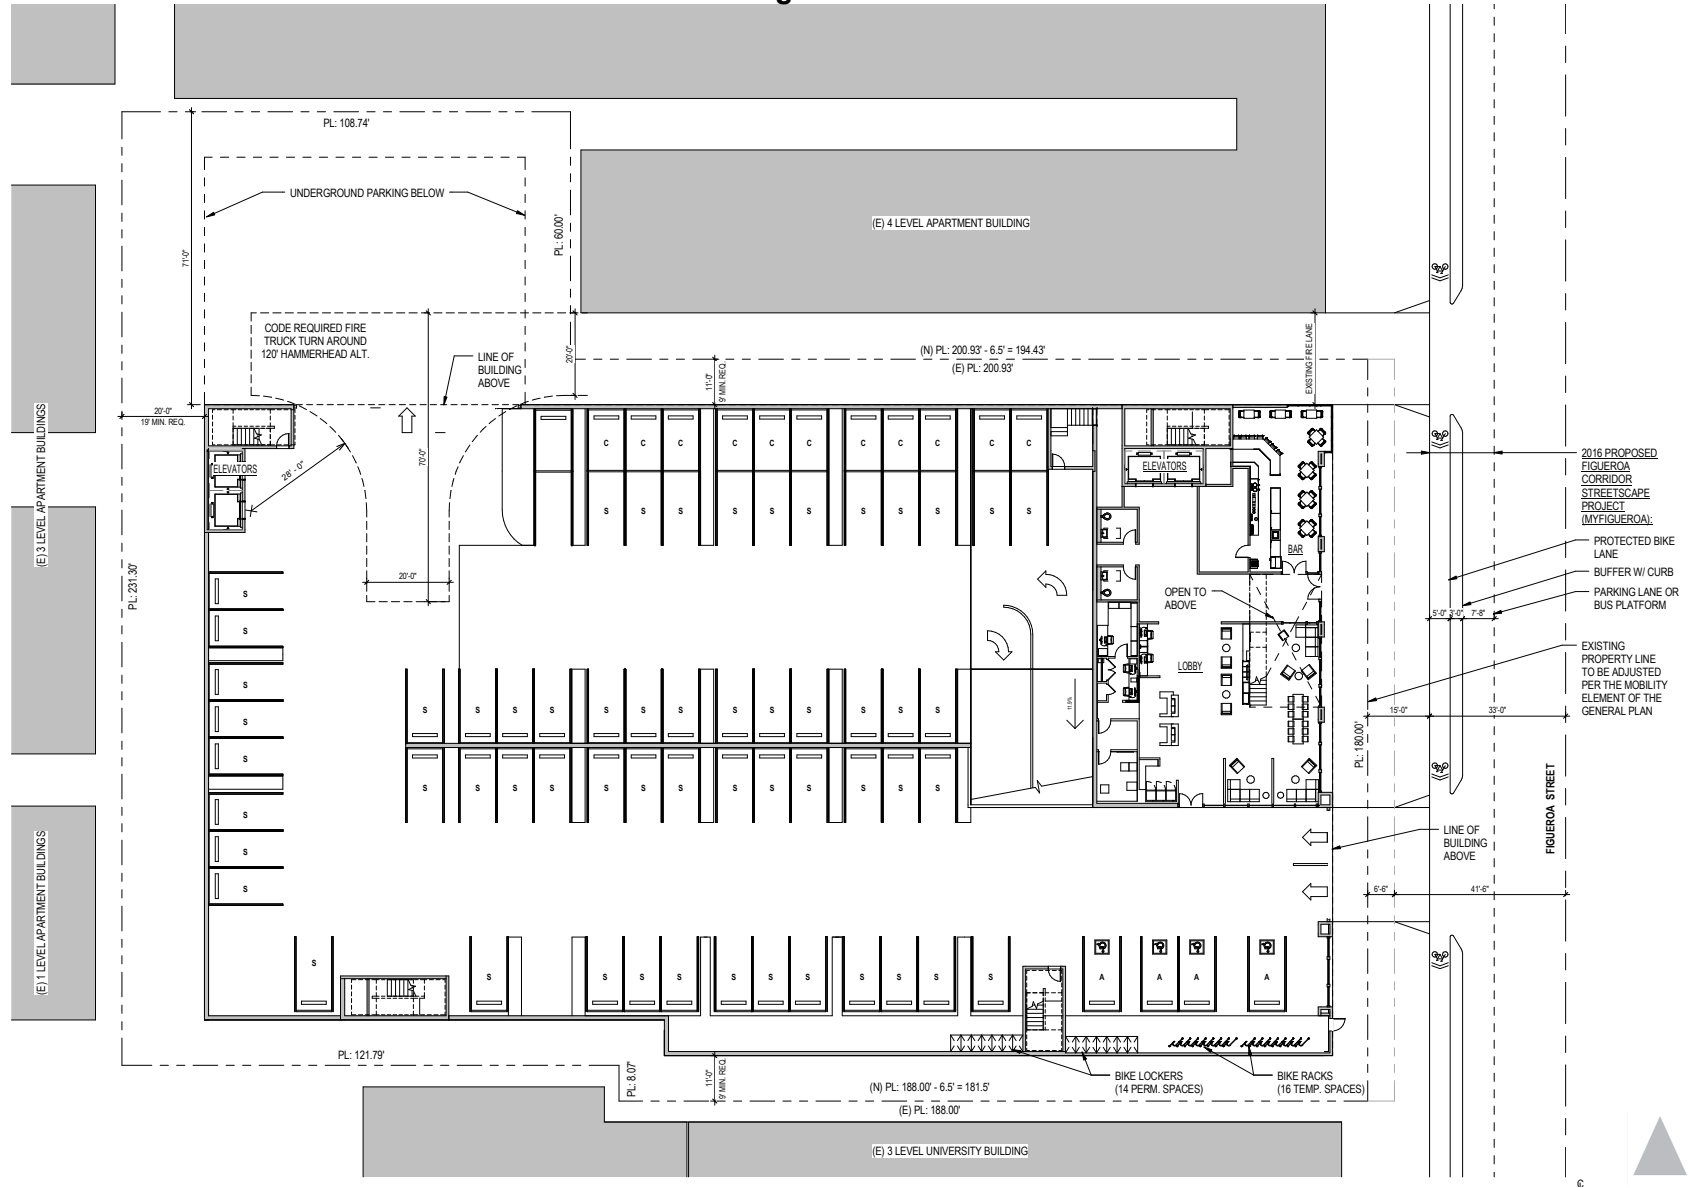 PL: 108.74'
UNDERGROUND PARKING BELOW
71'-0"
PL: 60.00'
(E) 4 LEVEL APARTMENT BUILDING
CODE REQUIRED FIRE
TRUCK TURN AROUND
120' HAMMERHEAD ALT.
LINE OF
BUILDING
ABOVE
20'-0"
70'-0"
(N) PL: 200.93' - 6.5' = 194.43'
(E) PL: 200.93'
11'-0"
9' MIN. REQ.
EXISTING FIRE LANE
20'-0"
19' MIN. REQ.
(E) 3 LEVEL APARTMENT BUILDINGS
ELEVATORS
28' - 0"
C C C C C C C C C C C
S S S S S S S S S S S
ELEVATORS
BAR
2016 PROPOSED
FIGUEROA
CORRIDOR
STREETSCAPE
PROJECT
(MYFIGUEROA):
PROTECTED BIKE
LANE
BUFFER W/ CURB
PARKING LANE OR
BUS PLATFORM
5'-0" 3'-0" 7'-8"
20'-0"
PL: 231.30'
OPEN TO
ABOVE
LOBBY
EXISTING
PROPERTY LINE
TO BE ADJUSTED
PER THE MOBILITY
ELEMENT OF THE
GENERAL PLAN
S
S
S
S
S
S
S
S
S S S S S S S S S S S S S
11.9%
15'-0"
33'-0"
PL: 180.00'
S S S S S S S S S S S S S
FIGUEROA STREET
LINE OF
BUILDING
ABOVE
6'-6"
41'-6"
(E) 1 LEVEL APARTMENT BUILDINGS
S S S S S S S S S S S S A A A A
PL: 121.79'
PL: 8.07'
11'-0"
9' MIN. REQ.
BIKE LOCKERS
(14 PERM. SPACES)
BIKE RACKS
(16 TEMP. SPACES)
(N) PL: 188.00' - 6.5' = 181.5'
(E) PL: 188.00'
(E) 3 LEVEL UNIVERSITY BUILDING